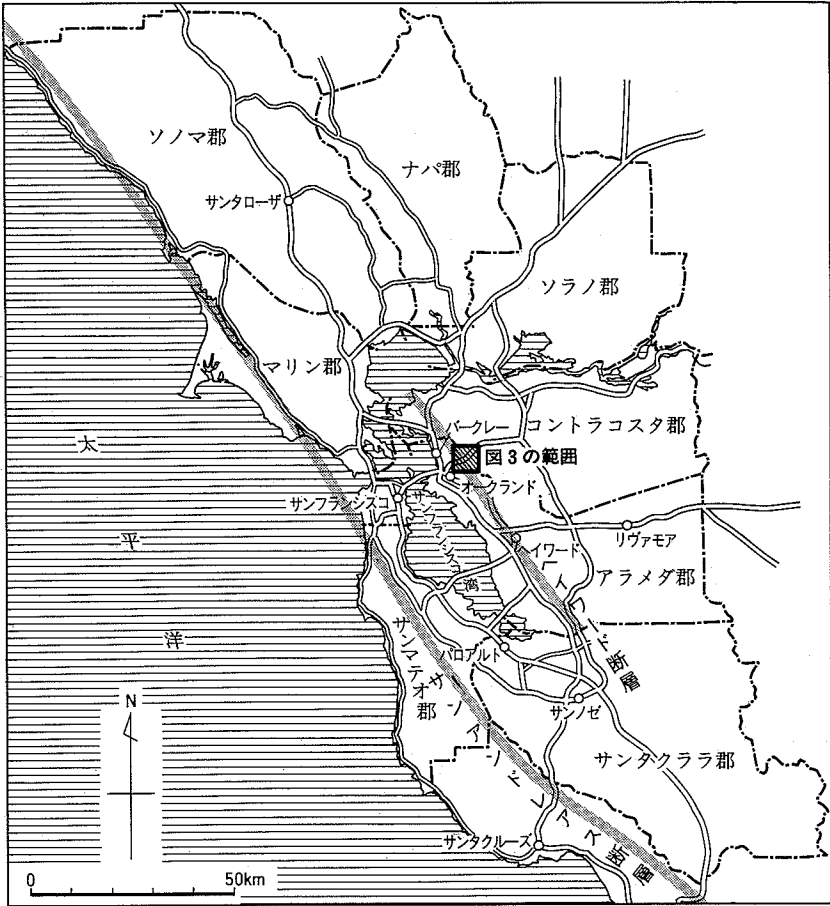 ソノマ郡
ナパ郡
サンタローザ
ソラノ郡
マリン郡
バークレー
コントラコスタ郡
図3の範囲
オークランド
サンフランシスコ
サンフランシスコ湾
リヴァモア
ヘイワード
アラメダ郡
ヘイワード断層
太平洋
パロアルト
サンマテオ郡
サンノゼ
サンアンドレアス断層
サンタクララ郡
サンタクルーズ
N
0 50km